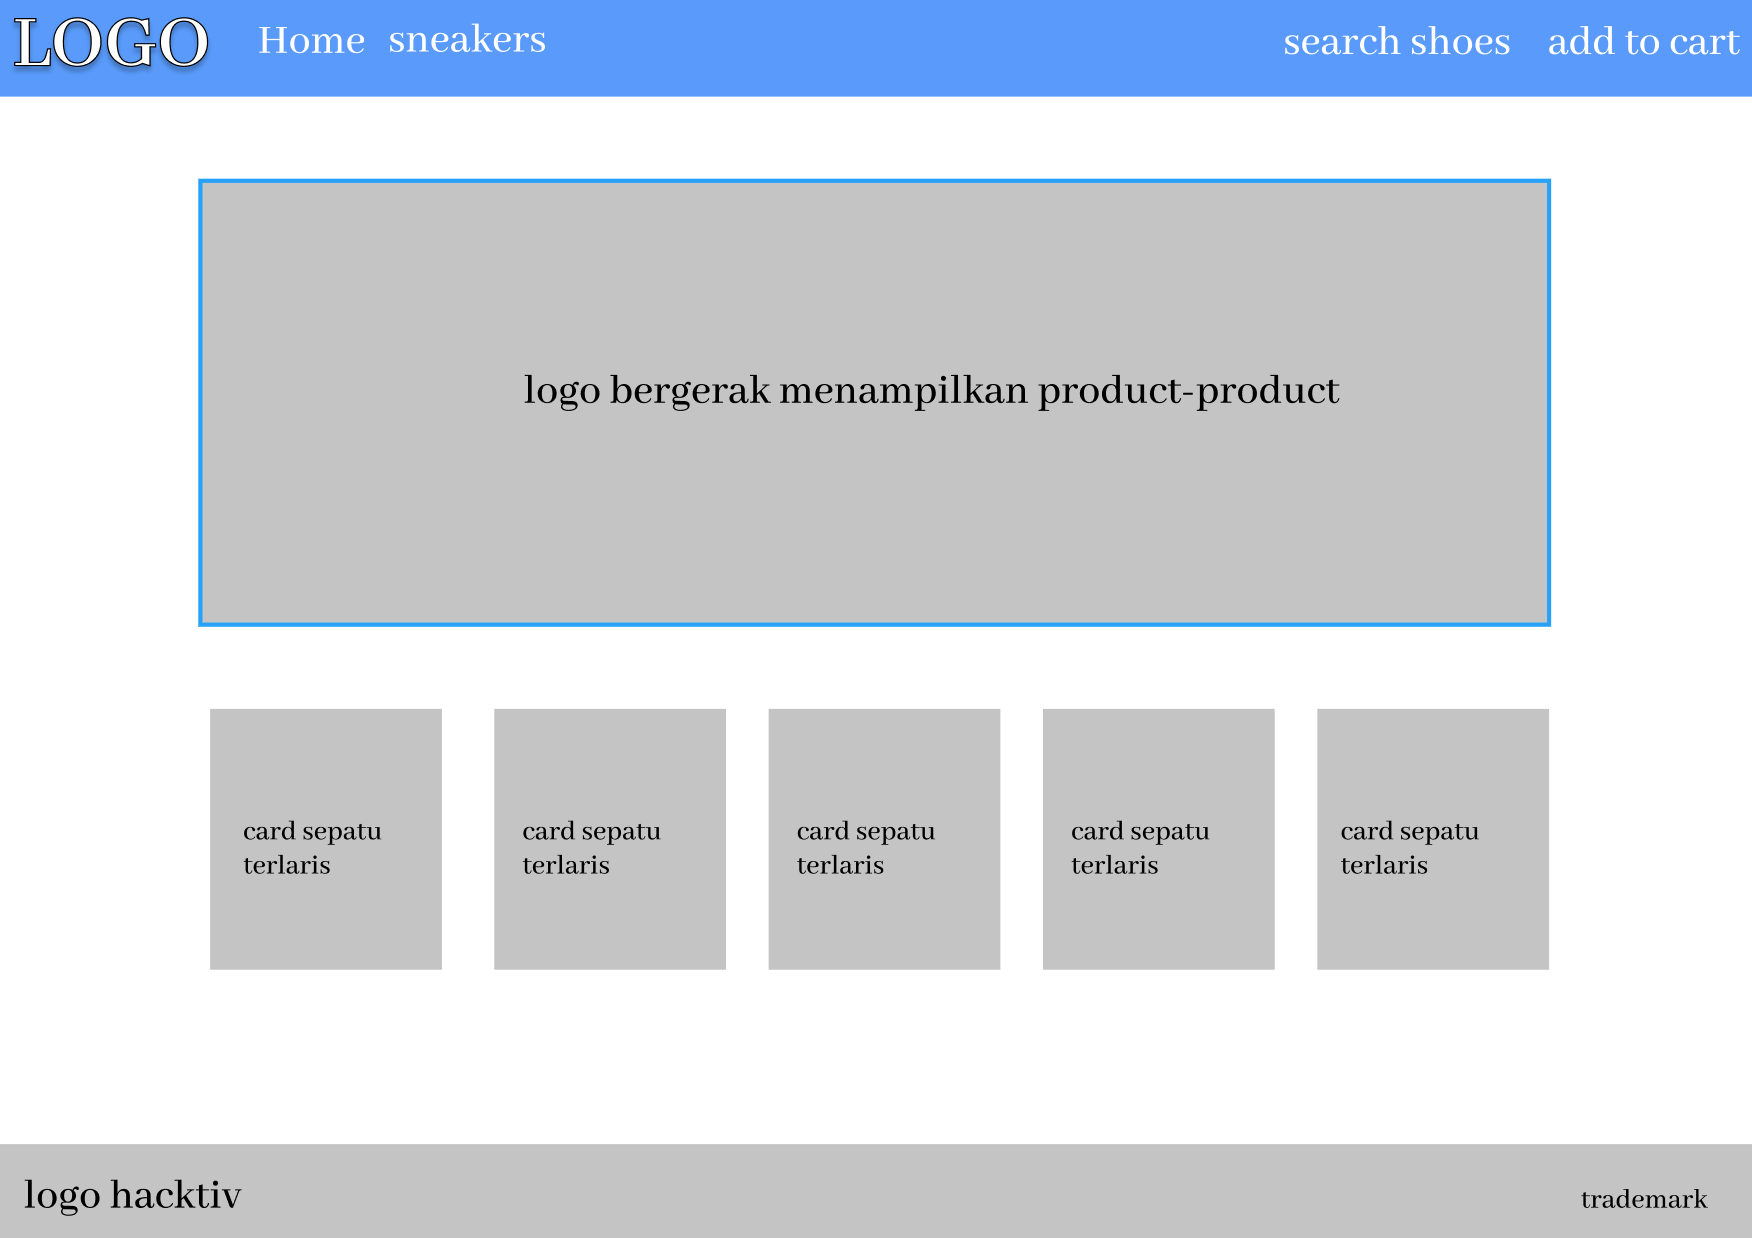 LOGO
Home
sneakers
search shoes
add to cart
logo bergerak menampilkan product-product
card sepatu
terlaris
card sepatu
terlaris
card sepatu
terlaris
card sepatu
terlaris
card sepatu
terlaris
logo hacktiv
trademark